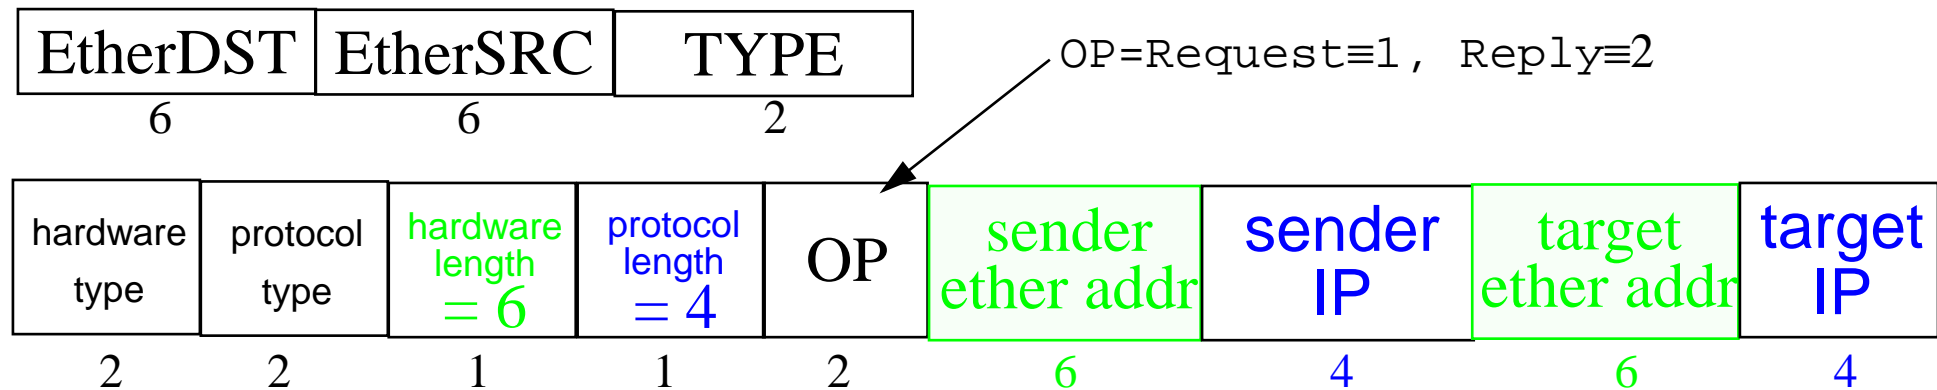 EtherDST EtherSRC TYPE
6 6 2
OP=Request≡1, Reply≡2
hardware type
protocol type
hardware length = 6
protocol length = 4
OP
sender ether addr
sender IP
target ether addr
target IP
2 2 1 1 2 6 4 6 4